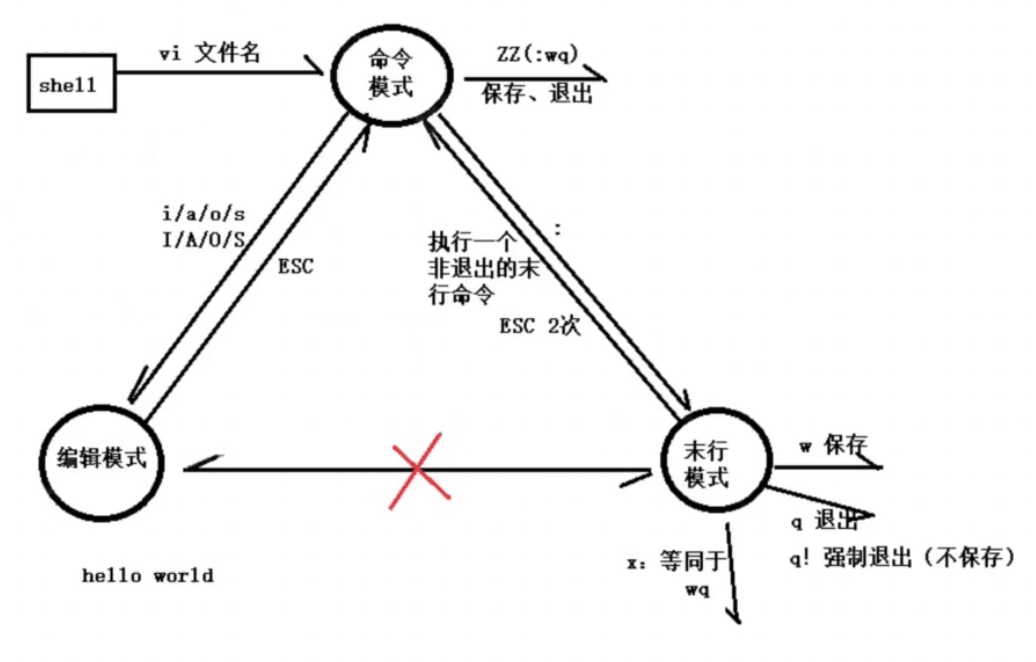 vi 文件名
shell
命令
模式
ZZ(:wq)
保存、退出
i/a/o/s
I/A/O/S
ESC
:
执行一个
非退出的末
行命令
ESC 2次
编辑模式
末行
模式
w 保存
q 退出
q! 强制退出（不保存）
x: 等同于
wq
hello world